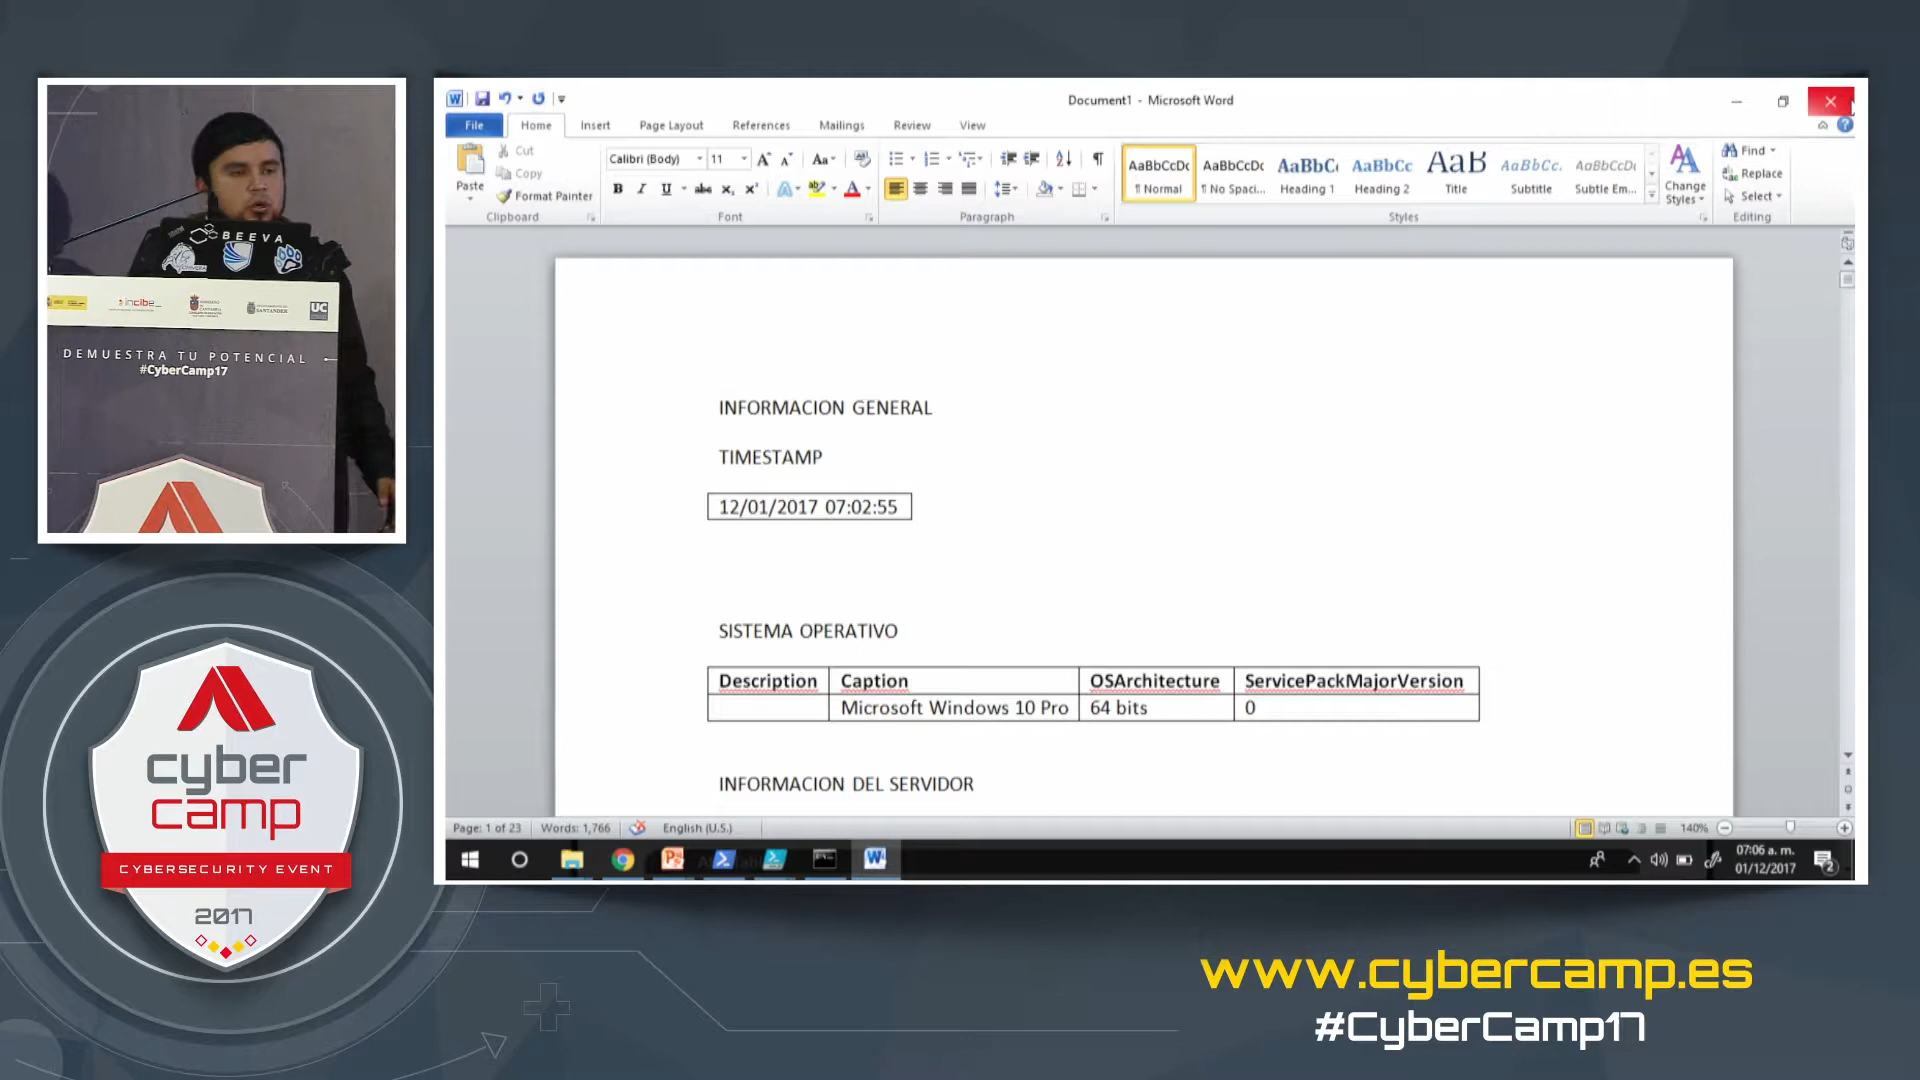 BEEVA
incibe
SANTANDER
UC
DEMUESTRA TU POTENCIAL
#CyberCamp17
cyber
camp
CYBERSECURITY EVENT
2017
Document1 - Microsoft Word
File Home Insert Page Layout References Mailings Review View
Paste
Cut
Copy
Format Painter
Clipboard
Calibri (Body) 11
Font
Paragraph
AaBbCcDc AaBbCcDc AaBbCc AaBbCc AaB AaBbCc. AaBbCcDc
¶ Normal ¶ No Spaci... Heading 1 Heading 2 Title Subtitle Subtle Em...
Styles
Change
Styles
Find
Replace
Select
Editing
INFORMACION GENERAL
TIMESTAMP
12/01/2017 07:02:55
SISTEMA OPERATIVO
Description Caption OSArchitecture ServicePackMajorVersion
Microsoft Windows 10 Pro 64 bits 0
INFORMACION DEL SERVIDOR
Page: 1 of 23 Words: 1,766 English (U.S.) 140%
07:06 a. m.
01/12/2017
2
www.cybercamp.es
#CyberCamp17